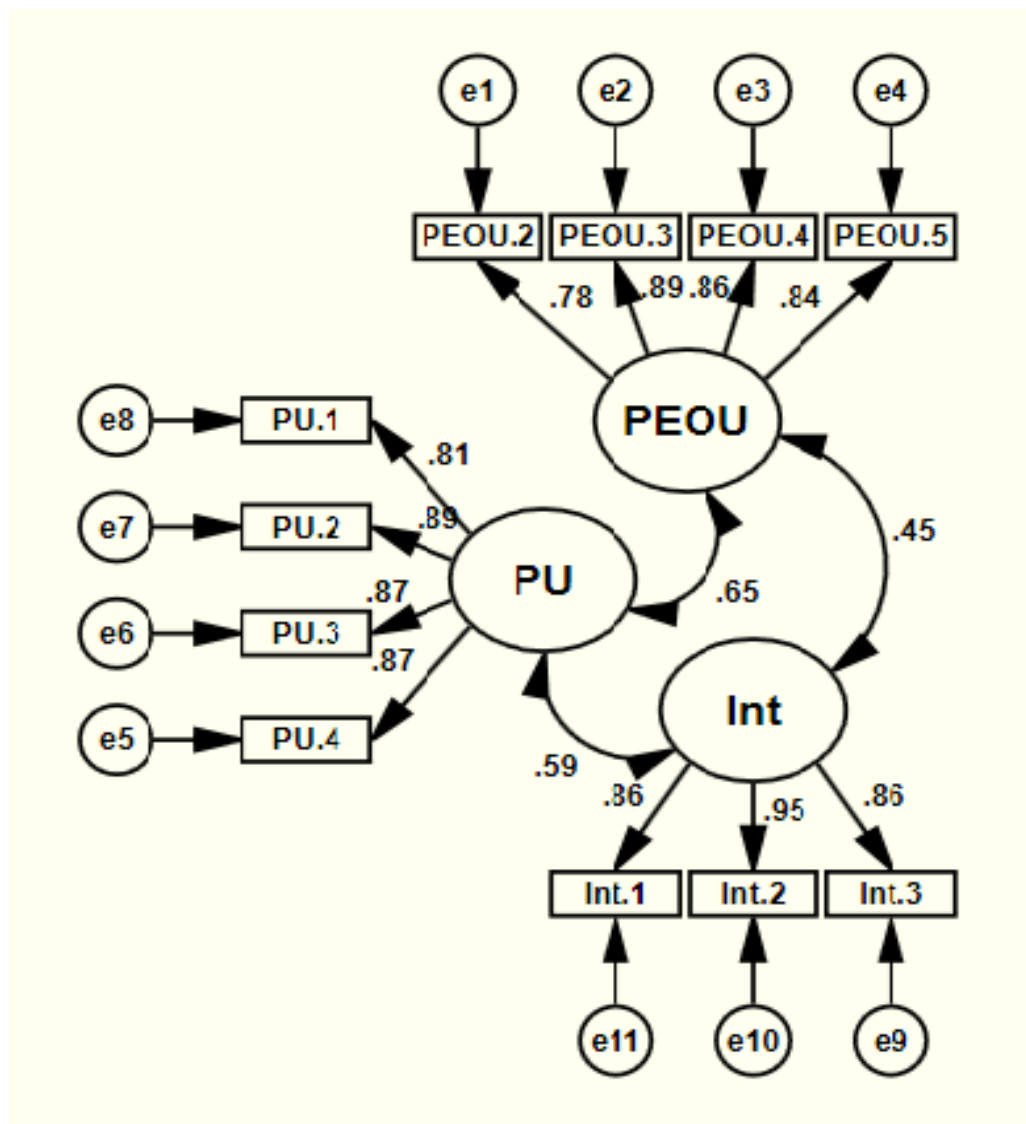 e1 e2 e3 e4
PEOU.2 PEOU.3 PEOU.4 PEOU.5
.78 .89 .86 .84
PEOU
e8 PU.1
.81
e7 PU.2 .89
.45
PU
.65
e6 PU.3 .87
.87
e5 PU.4
Int
.59
.86 .95 .86
Int.1 Int.2 Int.3
e11 e10 e9